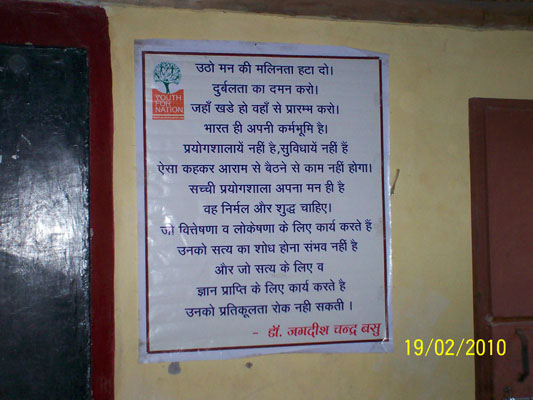 YOUTH
FOR
NATION
उठो मन की मलिनता हटा दो।
दुर्बलता का दमन करो।
जहाँ खडे हो वहाँ से प्रारम्भ करो।
भारत ही अपनी कर्मभूमि है।
प्रयोगशालायें नहीं है,सुविधायें नहीं हैं
ऐसा कहकर आराम से बैठने से काम नहीं होगा।
सच्ची प्रयोगशाला अपना मन ही है
वह निर्मल और शुद्ध चाहिए।
जो वित्तेषणा व लोकेषणा के लिए कार्य करते हैं
उनको सत्य का शोध होना संभव नहीं है
और जो सत्य के लिए व
ज्ञान प्राप्ति के लिए कार्य करते है
उनको प्रतिकूलता रोक नही सकती ।
- डॉ. जगदीश चन्द्र बसु
19/02/2010